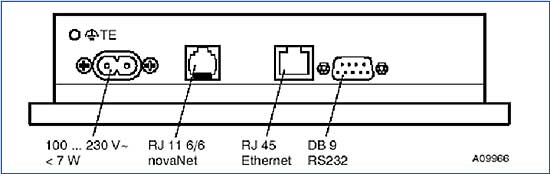 TE
100 ... 230 V~
< 7 W
RJ 11 6/6
novaNet
RJ 45
Ethernet
DB 9
RS232
A09966